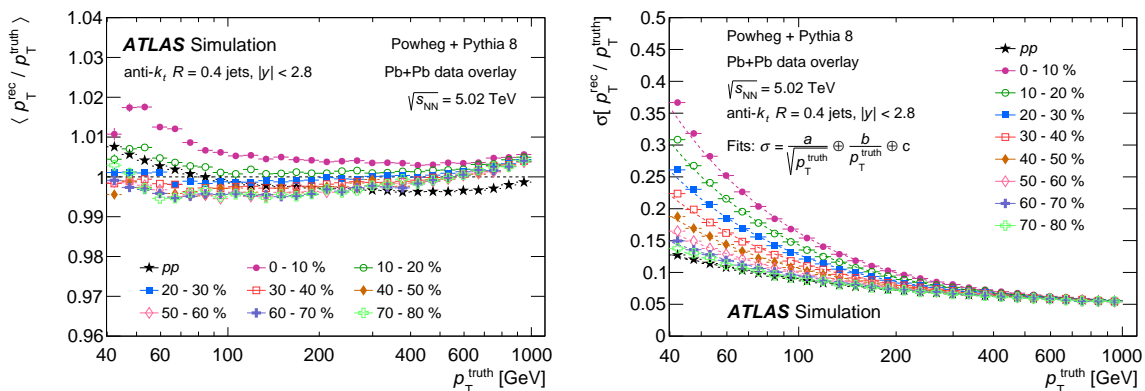 ⟨ p_T^rec / p_T^truth ⟩
1.04
1.03
1.02
1.01
1
0.99
0.98
0.97
0.96
ATLAS Simulation
Powheg + Pythia 8
anti-k_t R = 0.4 jets, |y| < 2.8
Pb+Pb data overlay
√s_NN = 5.02 TeV
pp
0 - 10 %
10 - 20 %
20 - 30 %
30 - 40 %
40 - 50 %
50 - 60 %
60 - 70 %
70 - 80 %
40 100 200 400 1000
p_T^truth [GeV]
σ[ p_T^rec / p_T^truth ]
0.5
0.45
0.4
0.35
0.3
0.25
0.2
0.15
0.1
0.05
0
Powheg + Pythia 8
Pb+Pb data overlay
√s_NN = 5.02 TeV
anti-k_t R = 0.4 jets, |y| < 2.8
Fits: σ = a/√p_T^truth ⊕ b/p_T^truth ⊕ c
pp
0 - 10 %
10 - 20 %
20 - 30 %
30 - 40 %
40 - 50 %
50 - 60 %
60 - 70 %
70 - 80 %
ATLAS Simulation
40 100 200 400 1000
p_T^truth [GeV]